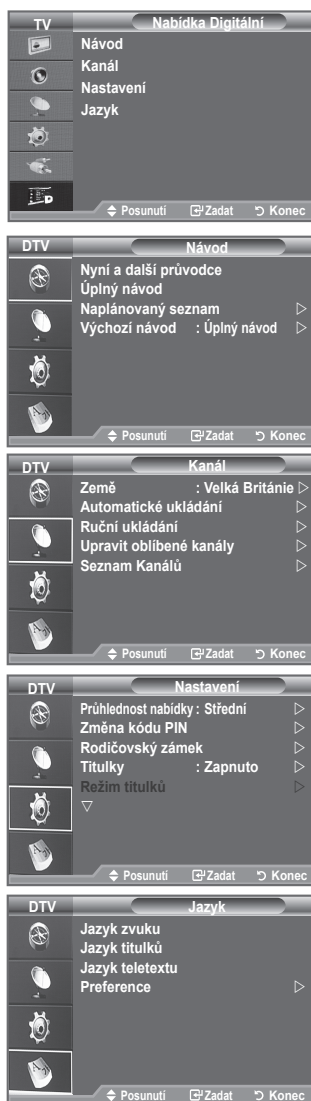 TV Nabídka Digitální
Návod
Kanál
Nastavení
Jazyk
Posunutí Zadat Konec
DTV Návod
Nyní a další průvodce
Úplný návod
Naplánovaný seznam
Výchozí návod : Úplný návod
Posunutí Zadat Konec
DTV Kanál
Země : Velká Británie
Automatické ukládání
Ruční ukládání
Upravit oblíbené kanály
Seznam Kanálů
Posunutí Zadat Konec
DTV Nastavení
Průhlednost nabídky : Střední
Změna kódu PIN
Rodičovský zámek
Titulky : Zapnuto
Režim titulků
Posunutí Zadat Konec
DTV Jazyk
Jazyk zvuku
Jazyk titulků
Jazyk teletextu
Preference
Posunutí Zadat Konec